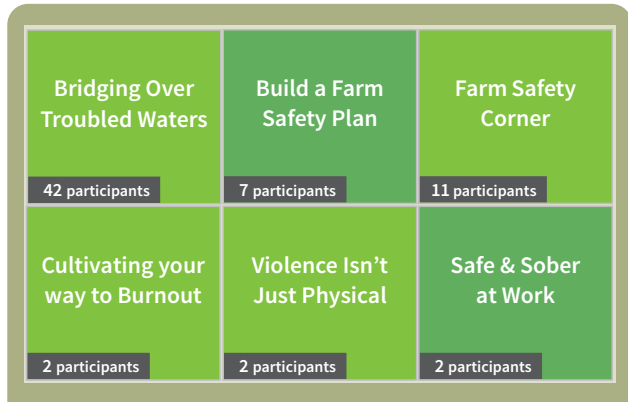 Bridging Over
Troubled Waters
42 participants
Build a Farm
Safety Plan
7 participants
Farm Safety
Corner
11 participants
Cultivating your
way to Burnout
2 participants
Violence Isn’t
Just Physical
2 participants
Safe & Sober
at Work
2 participants